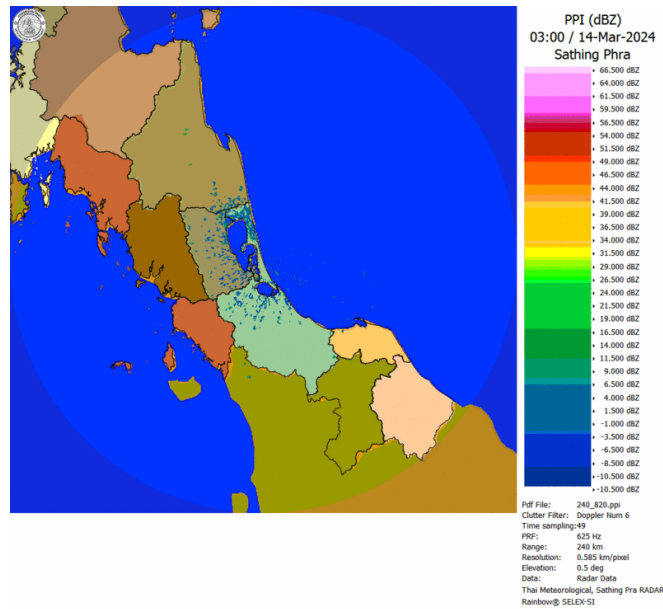 PPI (dBZ)
03:00 / 14-Mar-2024
Sathing Phra
66.500 dBZ
64.000 dBZ
61.500 dBZ
59.000 dBZ
56.500 dBZ
54.000 dBZ
51.500 dBZ
49.000 dBZ
46.500 dBZ
44.000 dBZ
41.500 dBZ
39.000 dBZ
36.500 dBZ
34.000 dBZ
31.500 dBZ
29.000 dBZ
26.500 dBZ
24.000 dBZ
21.500 dBZ
19.000 dBZ
16.500 dBZ
14.000 dBZ
11.500 dBZ
9.000 dBZ
6.500 dBZ
4.000 dBZ
1.500 dBZ
-1.000 dBZ
-3.500 dBZ
-6.500 dBZ
-8.500 dBZ
-10.500 dBZ
-10.500 dBZ
Pdf File: 240_820.ppi
Clutter Filter: Doppler Num 6
Time sampling:49
PRF: 625 Hz
Range: 240 km
Resolution: 0.585 km/pixel
Elevation: 0.5 deg
Data: Radar Data
Thai Meteorological, Sathing Pra RADAR
Rainbow® SELEX-SI